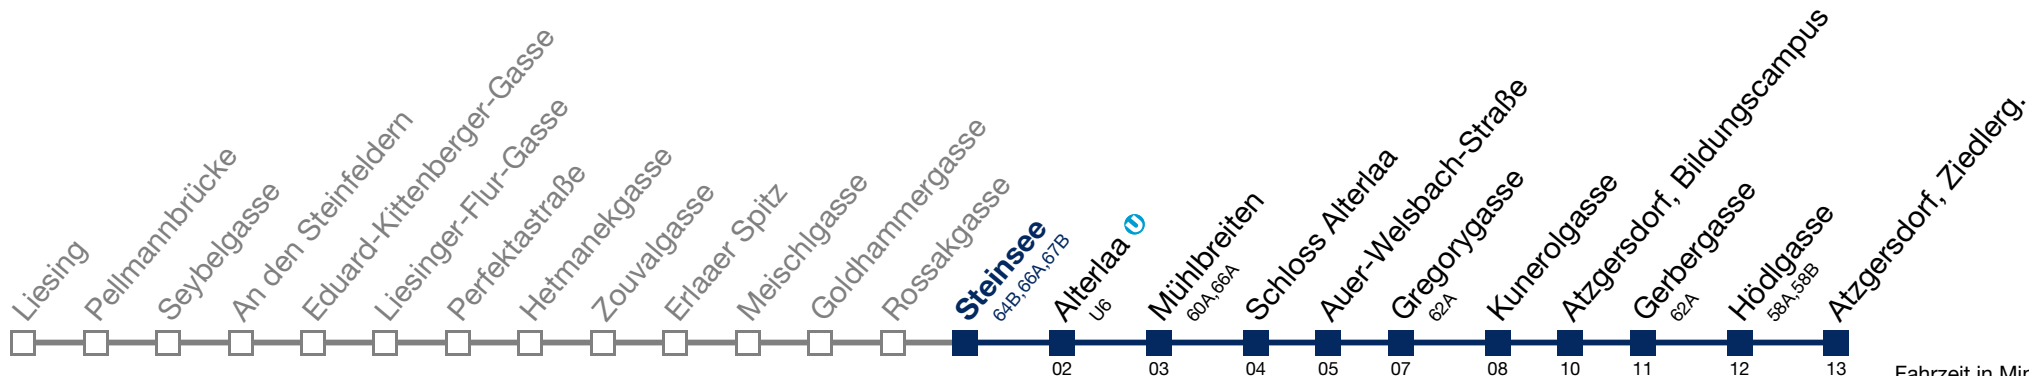 Liesing
Pellmannbrücke
Seybelgasse
An den Steinfeldern
Eduard-Kittenberger-Gasse
Liesinger-Flur-Gasse
Perfektastraße
Hetmanekgasse
Zouvalgasse
Erlaaer Spitz
Meischlgasse
Goldhammergasse
Rossakgasse
Steinsee
64B,66A,67B
Alterlaa U
U6
Mühlbreiten
60A,66A
Schloss Alterlaa
Auer-Welsbach-Straße
Gregorygasse
62A
Kunerolgasse
Atzgersdorf, Bildungscampus
Gerbergasse
62A
Hödlgasse
58A,58B
Atzgersdorf, Ziedlerg.
02 03 04 05 07 08 10 11 12 13
Fahrzeit in